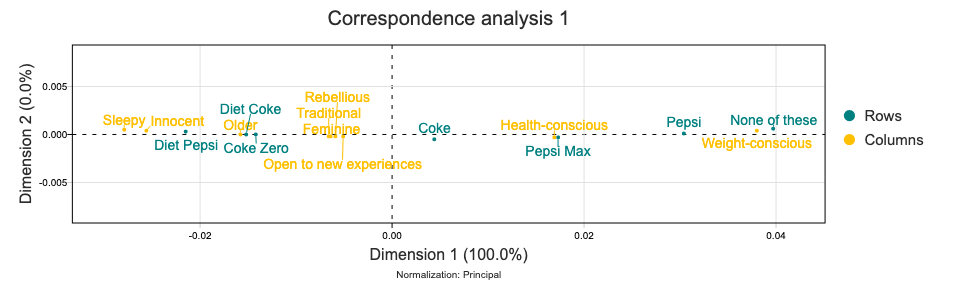 Correspondence analysis 1
Dimension 2 (0.0%)
0.005
0.000
-0.005
Rebellious
Diet Coke
Traditional
Sleepy
Innocent
Older
Feminine
Coke
Health-conscious
Pepsi
None of these
Diet Pepsi
Coke Zero
Pepsi Max
Weight-conscious
Open to new experiences
-0.02
0.00
0.02
0.04
Dimension 1 (100.0%)
Normalization: Principal
Rows
Columns